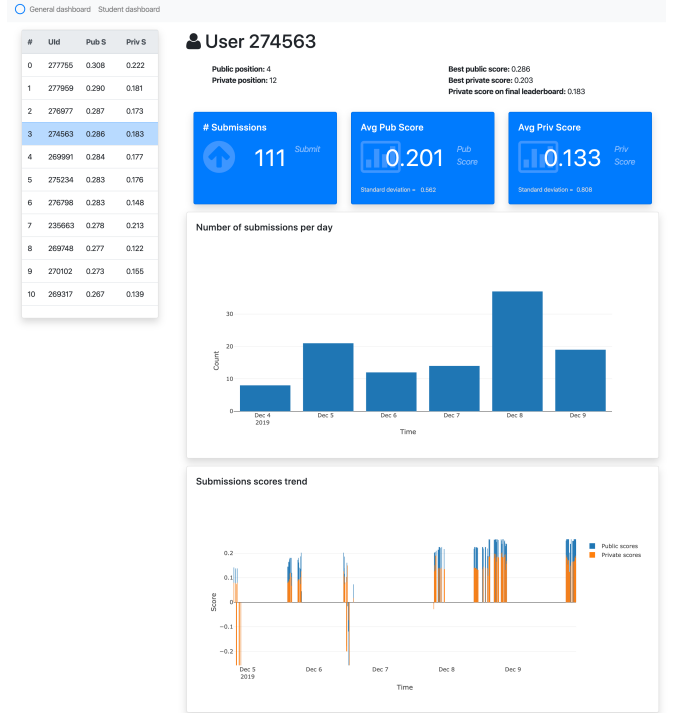 General dashboard Student dashboard
# UId Pub S Priv S
0 277755 0.308 0.222
1 277959 0.290 0.181
2 276977 0.287 0.173
3 274563 0.286 0.183
4 269991 0.284 0.177
5 275234 0.283 0.176
6 276798 0.283 0.148
7 235663 0.278 0.213
8 269748 0.277 0.122
9 270102 0.273 0.155
10 269317 0.267 0.139
User 274563
Public position: 4
Private position: 12
Best public score: 0.286
Best private score: 0.203
Private score on final leaderboard: 0.183
# Submissions
111 Submit
Avg Pub Score
0.201 Pub
Score
Standard deviation = 0.562
Avg Priv Score
0.133 Priv
Score
Standard deviation = 0.808
Number of submissions per day
30
20
10
0
Count
Dec 4 Dec 5 Dec 6 Dec 7 Dec 8 Dec 9
2019
Time
Submissions scores trend
Public scores
Private scores
0.2
0.1
0
−0.1
−0.2
Score
Dec 5 Dec 6 Dec 7 Dec 8 Dec 9
2019
Time